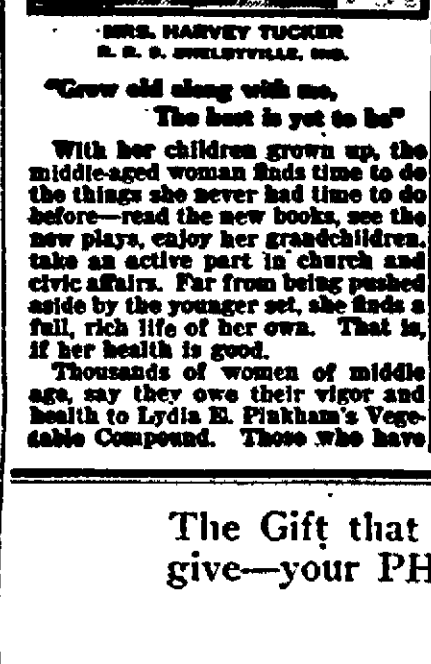 MRS. HARVEY TUCKER
R. R. 5, SHELBYVILLE, IND.
"Grow old along with me,
The best is yet to be"
With her children grown up, the
middle-aged woman finds time to do
the things she never had time to do
before—read the new books, see the
new plays, enjoy her grandchildren,
take an active part in church and
civic affairs. Far from being pushed
aside by the younger set, she finds a
full, rich life of her own. That is,
if her health is good.
Thousands of women of middle
age, say they owe their vigor and
health to Lydia E. Pinkham's Vege-
table Compound. Those who have
The Gift that
give—your PH